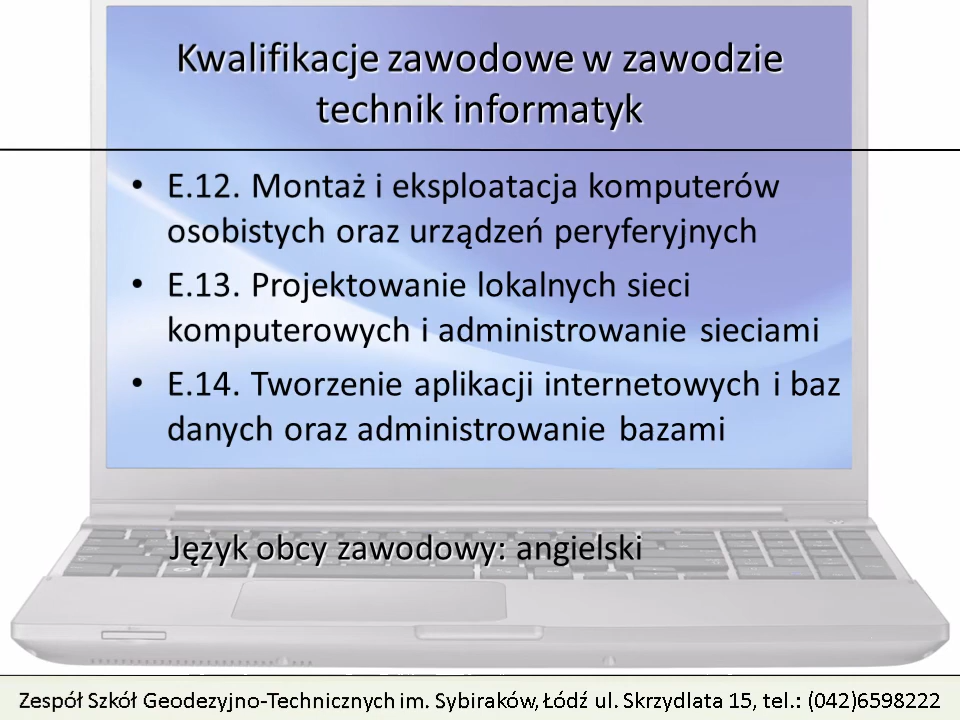 Kwalifikacje zawodowe w zawodzie
technik informatyk
• E.12. Montaż i eksploatacja komputerów
osobistych oraz urządzeń peryferyjnych
• E.13. Projektowanie lokalnych sieci
komputerowych i administrowanie sieciami
• E.14. Tworzenie aplikacji internetowych i baz
danych oraz administrowanie bazami
Język obcy zawodowy: angielski
Zespół Szkół Geodezyjno-Technicznych im. Sybiraków, Łódź ul. Skrzydlata 15, tel.: (042)6598222